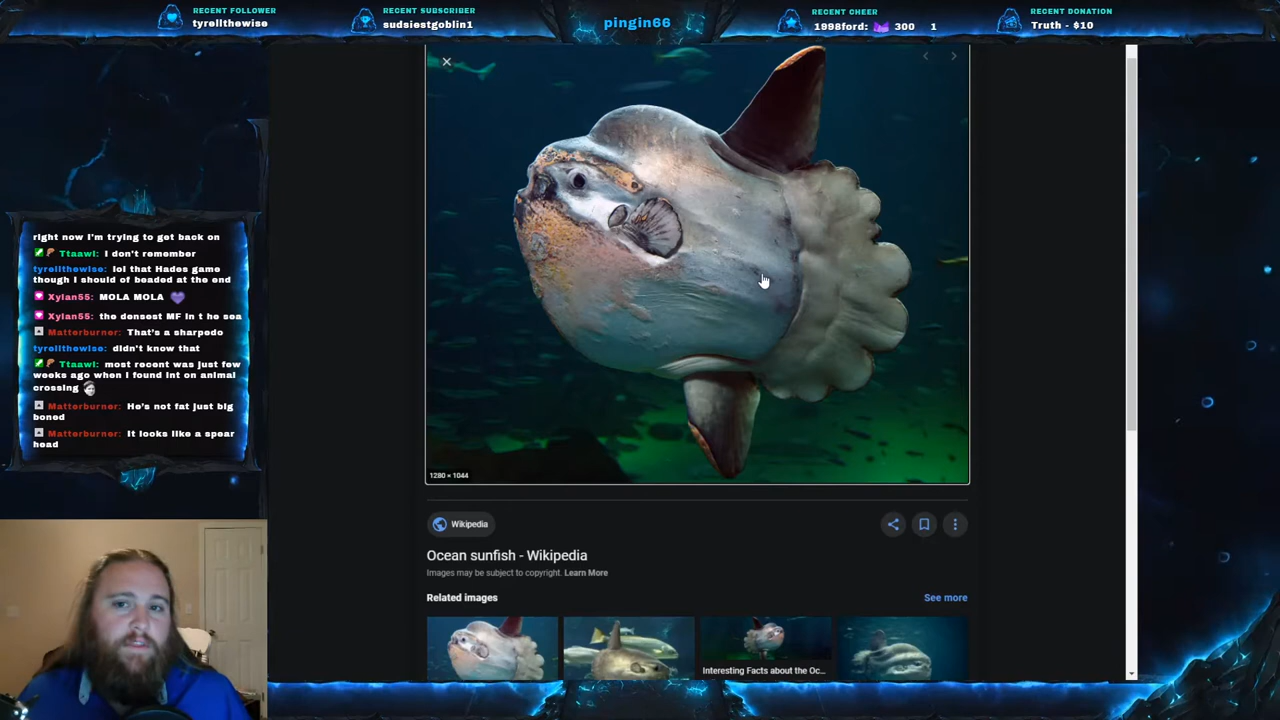 RECENT FOLLOWER
tyrellthewise
RECENT SUBSCRIBER
sudsiestgoblin1
pingin66
RECENT CHEER
1998ford: 300 1
RECENT DONATION
Truth - $10
right now I'm trying to get back on
Ttaawl: I don't remember
tyrellthewise: lol that Hades game
though I should of beaded at the end
Xylan55: MOLA MOLA
Xylan55: the densest MF in t he sea
Matterburner: That's a sharpedo
tyrellthewise: didn't know that
Ttaawl: most recent was just few
weeks ago when I found int on animal
crossing
Matterburner: He's not fat just big
boned
Matterburner: It looks like a spear
head
1280 × 1044
Wikipedia
Ocean sunfish - Wikipedia
Images may be subject to copyright. Learn More
Related images
See more
Interesting Facts about the Oc...